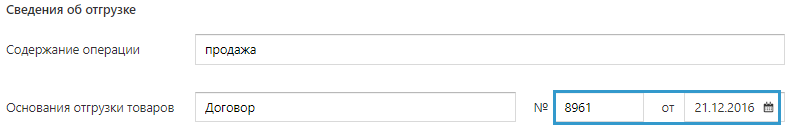 Сведения об отгрузке
Содержание операции продажа
Основания отгрузки товаров Договор № 8961 от 21.12.2016